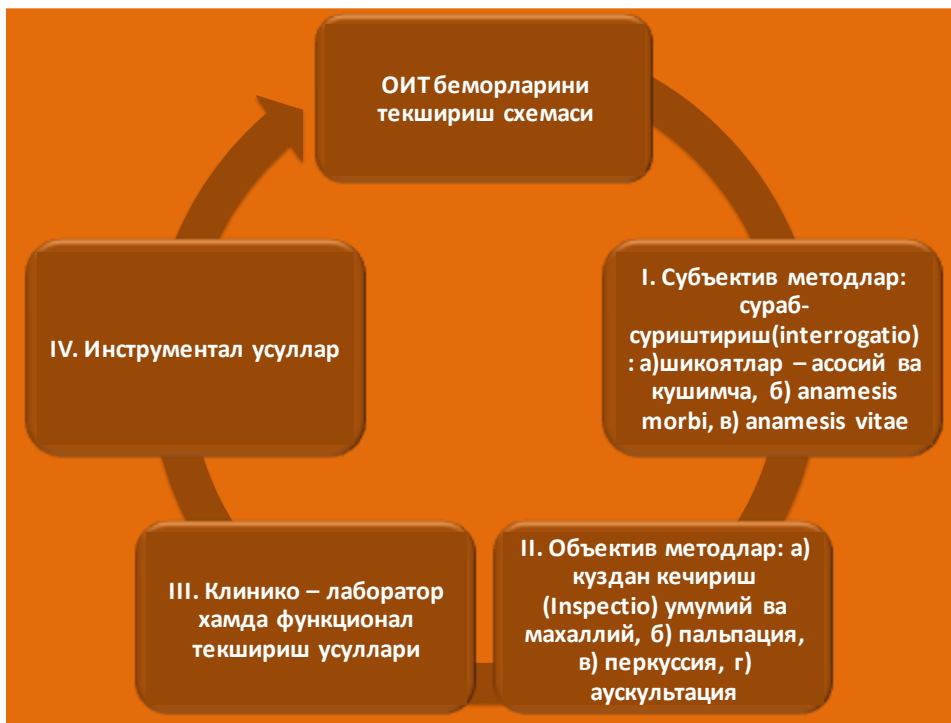 ОИТ беморларини
текшириш схемаси
I. Субъектив методлар:
сураб-
суриштириш(interrogatio)
: а)шикоятлар – асосий ва
кушимча, б) anamesis
morbi, в) anamesis vitae
II. Объектив методлар: а)
куздан кечириш
(Inspectio) умумий ва
махаллий, б) пальпация,
в) перкуссия, г)
аускультация
III. Клинико – лаборатор
хамда функционал
текшириш усуллари
IV. Инструментал усуллар